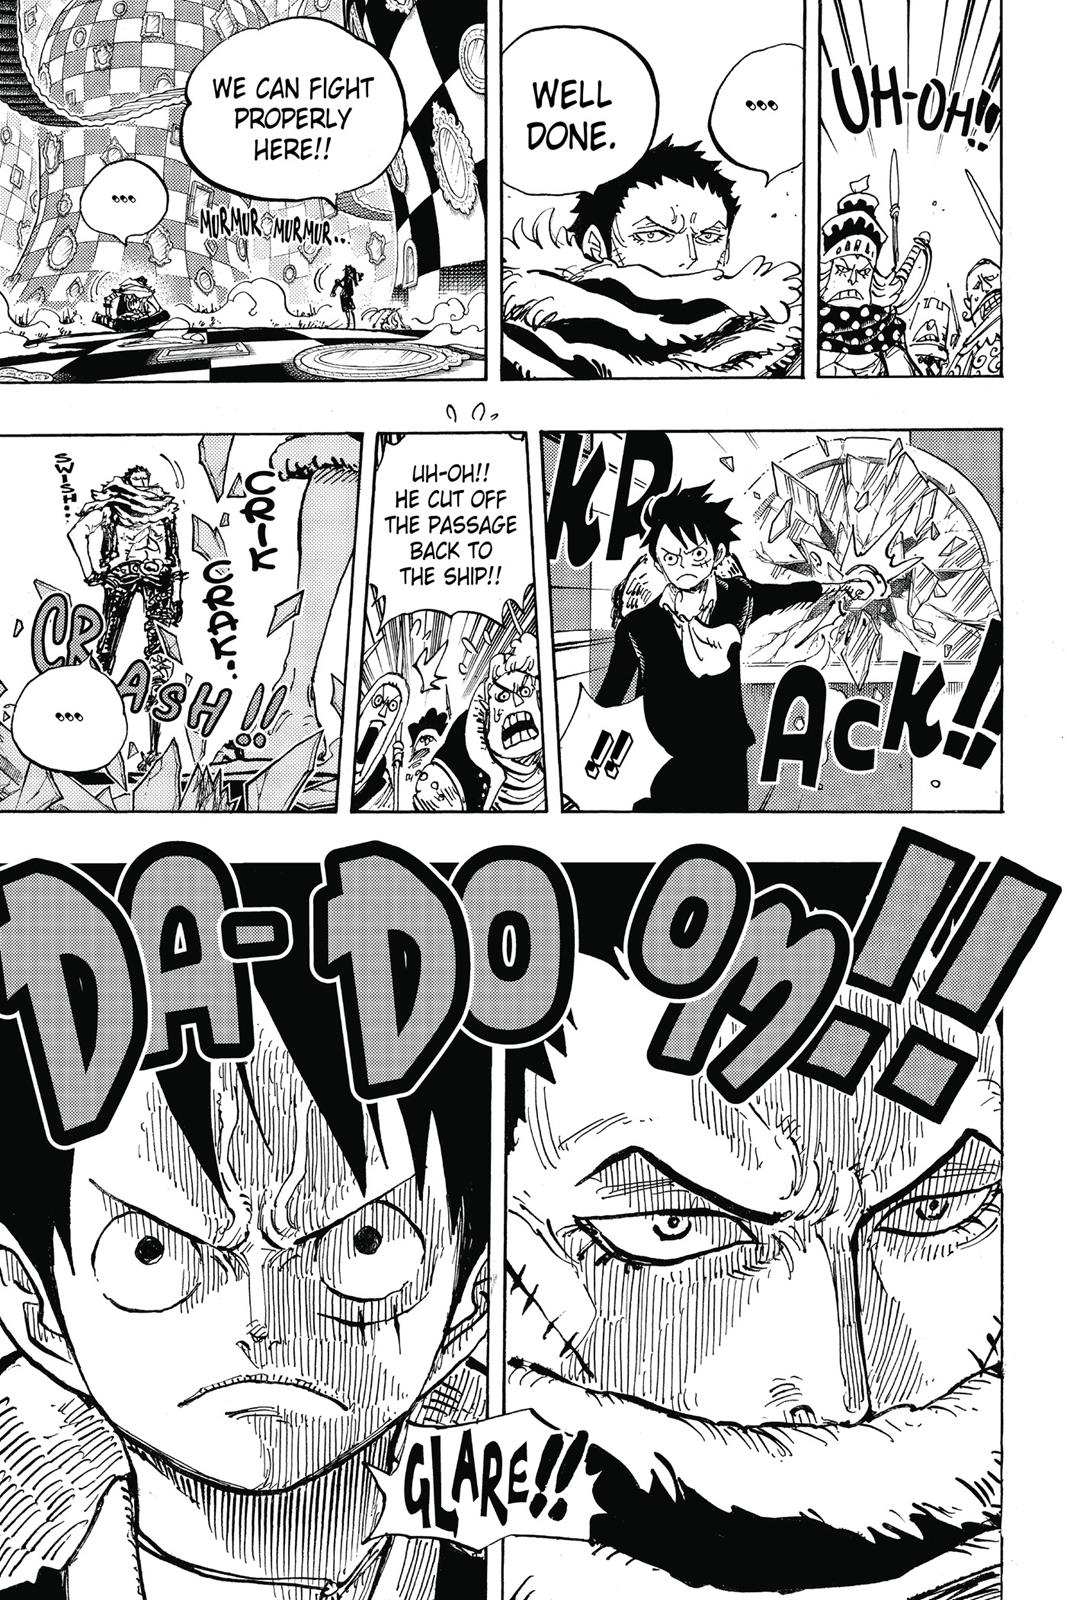 UH-OH!!
...
WELL
DONE.
WE CAN FIGHT
PROPERLY
HERE!!
...
MURMUR MURMUR...
KRACK!!
!!
UH-OH!!
HE CUT OFF
THE PASSAGE
BACK TO
THE SHIP!!
CRIK
CRAK.
SWISH...
CRASH!!
...
DA-DOOM!!
GLARE!!